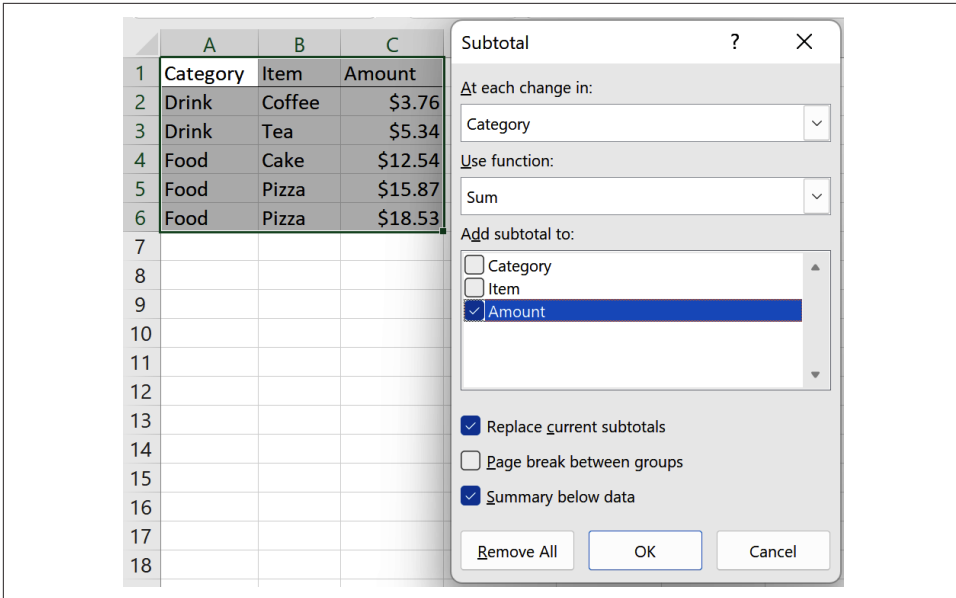 A B C
1 Category Item Amount
2 Drink Coffee $3.76
3 Drink Tea $5.34
4 Food Cake $12.54
5 Food Pizza $15.87
6 Food Pizza $18.53
7
8
9
10
11
12
13
14
15
16
17
18
Subtotal ?
At each change in:
Category
Use function:
Sum
Add subtotal to:
Category
Item
Amount
Replace current subtotals
Page break between groups
Summary below data
Remove All OK Cancel